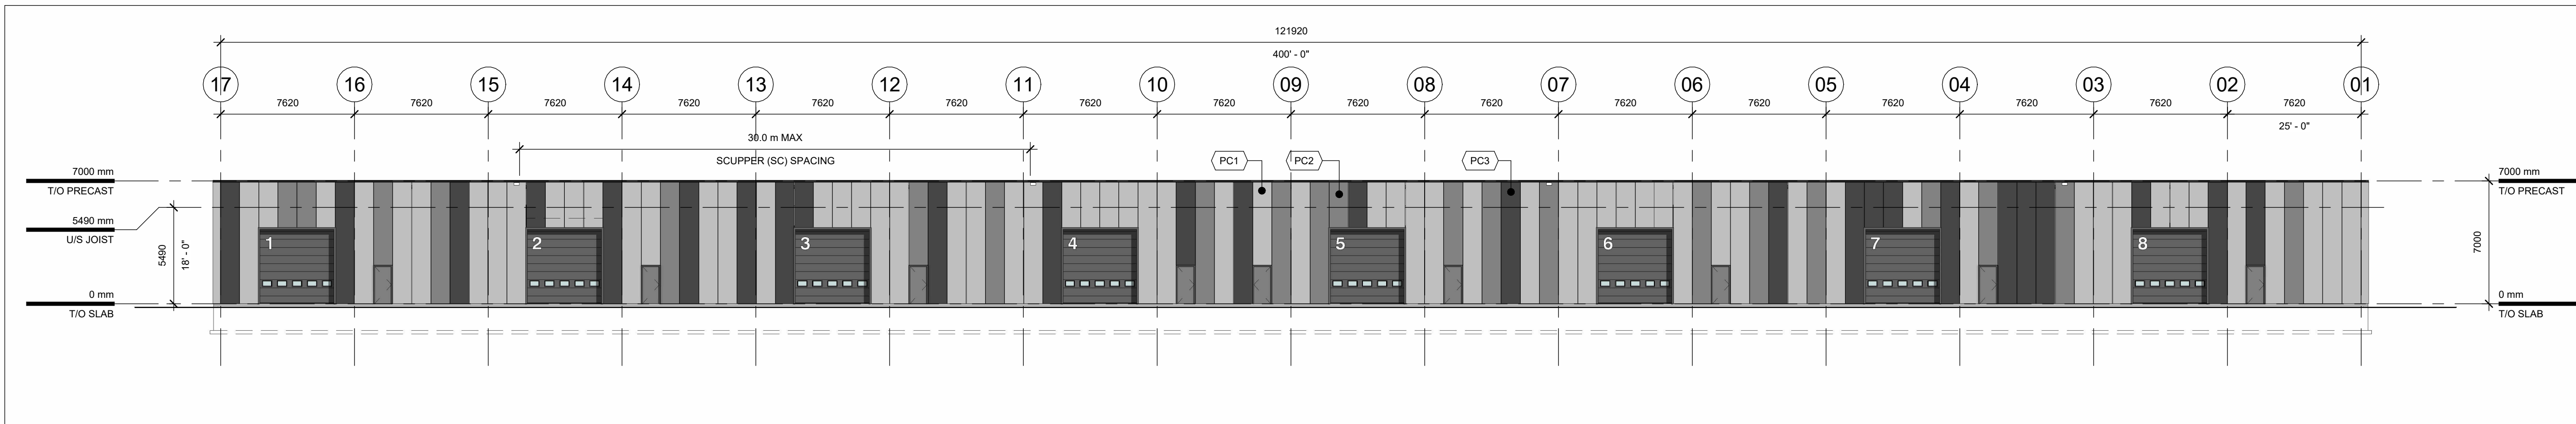 121920
400' - 0"
17 16 15 14 13 12 11 10 09 08 07 06 05 04 03 02 01
7620 7620 7620 7620 7620 7620 7620 7620 7620 7620 7620 7620 7620 7620 7620 7620
25' - 0"
30.0 m MAX
SCUPPER (SC) SPACING
PC1 PC2 PC3
7000 mm
T/O PRECAST
5490 mm
U/S JOIST
0 mm
T/O SLAB
5490
18' - 0"
1 2 3 4 5 6 7 8
7000
7000 mm
T/O PRECAST
0 mm
T/O SLAB